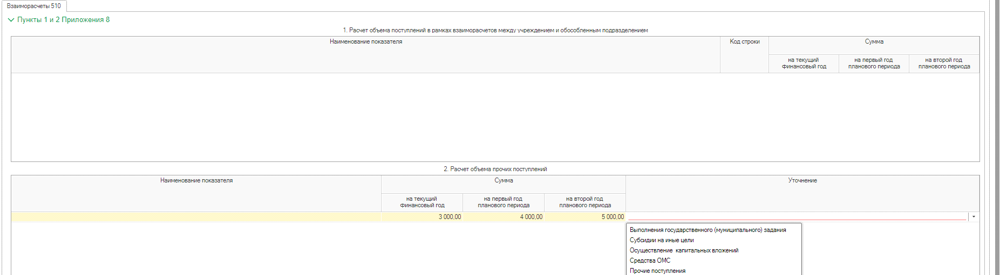 Взаиморасчеты 510
Пункты 1 и 2 Приложения 8
1. Расчет объема поступлений в рамках взаиморасчетов между учреждением и обособленным подразделением
Наименование показателя
Код строки
Сумма
на текущий
финансовый год
на первый год
планового периода
на второй год
планового периода
2. Расчет объема прочих поступлений
Наименование показателя
Сумма
Уточнение
на текущий
финансовый год
на первый год
планового периода
на второй год
планового периода
3 000,00
4 000,00
5 000,00
Выполнения государственного (муниципального) задания
Субсидии на иные цели
Осуществление капитальных вложений
Средства ОМС
Прочие поступления